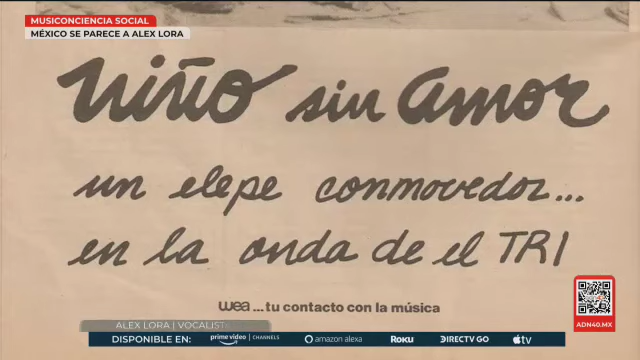 MUSICONCIENCIA SOCIAL
MÉXICO SE PARECE A ALEX LORA
niño sin amor
un elepe conmovedor...
en la onda de el TRI
wea...tu contacto con la música
ALEX LORA | VOCALIST
DISPONIBLE EN: prime video | CHANNELS amazon alexa Roku DIRECTV GO tv
ADN40.MX